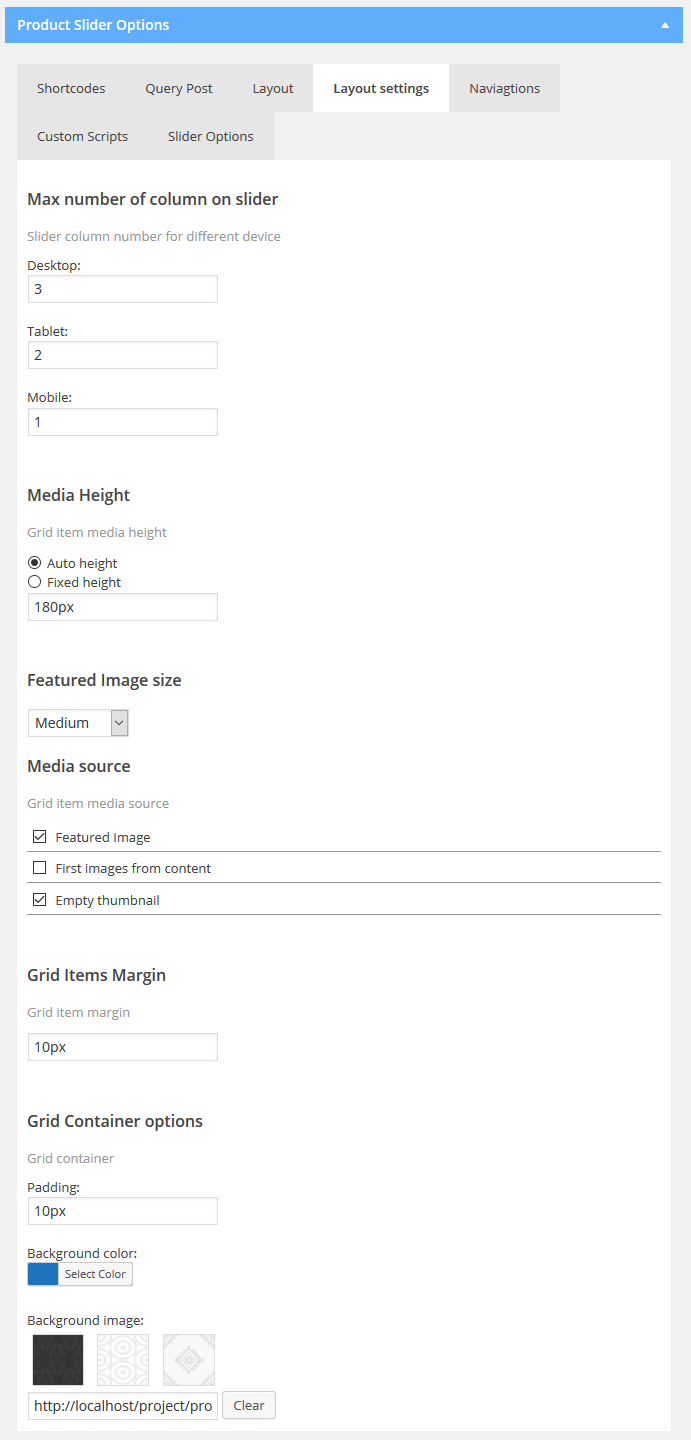 Product Slider Options
Shortcodes Query Post Layout Layout settings Naviagtions
Custom Scripts Slider Options
Max number of column on slider
Slider column number for different device
Desktop:
3
Tablet:
2
Mobile:
1
Media Height
Grid item media height
Auto height
Fixed height
180px
Featured Image size
Medium
Media source
Grid item media source
Featured Image
First images from content
Empty thumbnail
Grid Items Margin
Grid item margin
10px
Grid Container options
Grid container
Padding:
10px
Background color:
Select Color
Background image:
http://localhost/project/pro Clear